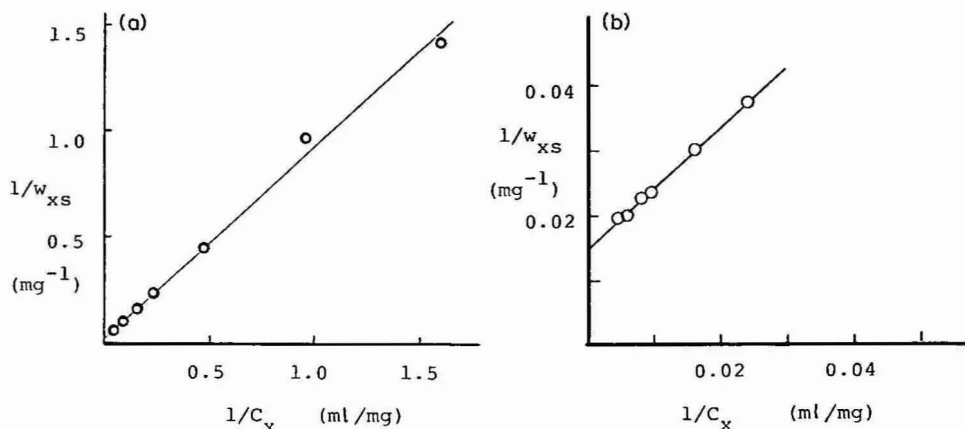 (a)
1.5
1.0
1/w_xs
0.5
(mg⁻¹)
0.5 1.0 1.5
1/C_x (ml/mg)
(b)
0.04
1/w_xs
(mg⁻¹)
0.02
0.02 0.04
1/C_x (ml/mg)